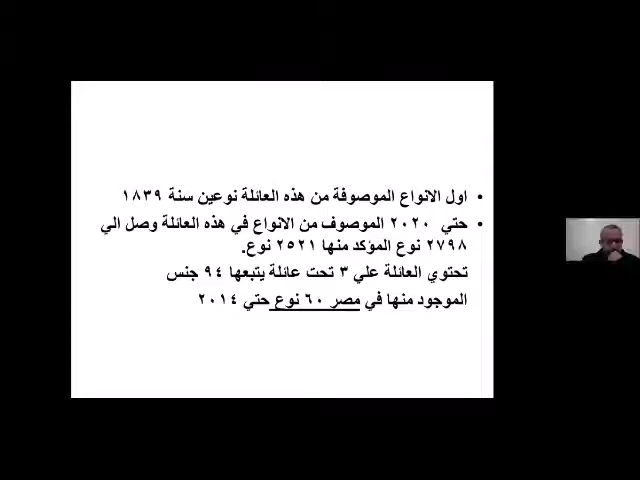 • اول الانواع الموصوفة من هذه العائلة نوعين سنة ١٨٣٩
• حتي ٢٠٢٠ الموصوف من الانواع في هذه العائلة وصل الي
٢٧٩٨ نوع المؤكد منها ٢٥٢١ نوع.
تحتوي العائلة علي ٣ تحت عائلة يتبعها ٩٤ جنس
الموجود منها في مصر ٦٠ نوع حتي ٢٠١٤